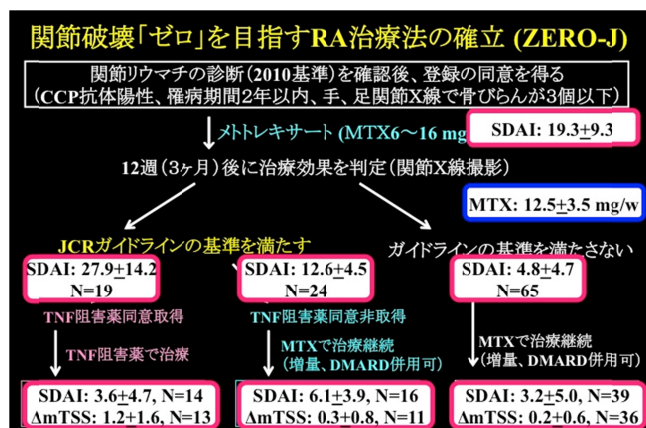 関節破壊「ゼロ」を目指すRA治療法の確立 (ZERO-J)
関節リウマチの診断（2010基準）を確認後、登録の同意を得る
（CCP抗体陽性、罹病期間2年以内、手、足関節X線で骨びらんが3個以下）
メトトレキサート (MTX6～16 mg
SDAI: 19.3±9.3
12週（3ヶ月）後に治療効果を判定（関節X線撮影）
MTX: 12.5±3.5 mg/w
JCRガイドラインの基準を満たす
ガイドラインの基準を満たさない
SDAI: 27.9±14.2
N=19
SDAI: 12.6±4.5
N=24
SDAI: 4.8±4.7
N=65
TNF阻害薬同意取得
TNF阻害薬同意非取得
TNF阻害薬で治療
MTXで治療継続
（増量、DMARD併用可）
MTXで治療継続
（増量、DMARD併用可）
SDAI: 3.6±4.7, N=14
ΔmTSS: 1.2±1.6, N=13
SDAI: 6.1±3.9, N=16
ΔmTSS: 0.3±0.8, N=11
SDAI: 3.2±5.0, N=39
ΔmTSS: 0.2±0.6, N=36